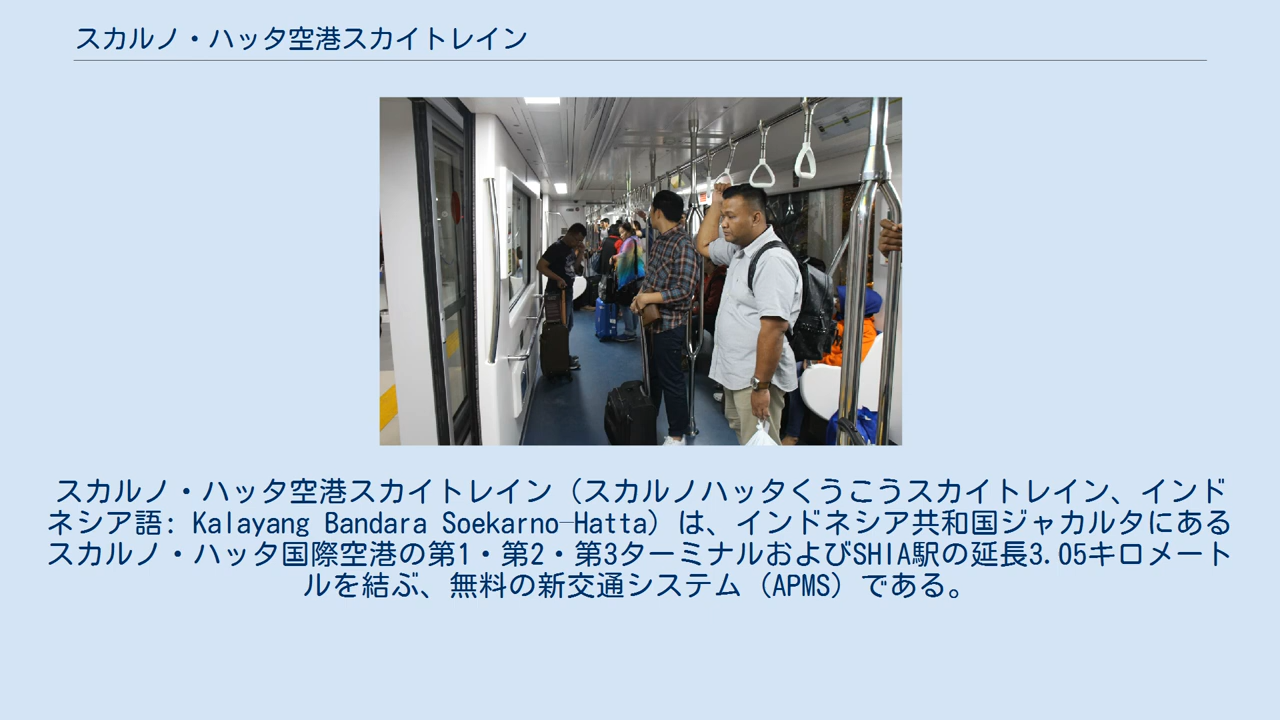 スカルノ・ハッタ空港スカイトレイン
スカルノ・ハッタ空港スカイトレイン（スカルノハッタくうこうスカイトレイン、インド
ネシア語: Kalayang Bandara Soekarno–Hatta）は、インドネシア共和国ジャカルタにある
スカルノ・ハッタ国際空港の第1・第2・第3ターミナルおよびSHIA駅の延長3.05キロメート
ルを結ぶ、無料の新交通システム（APMS）である。